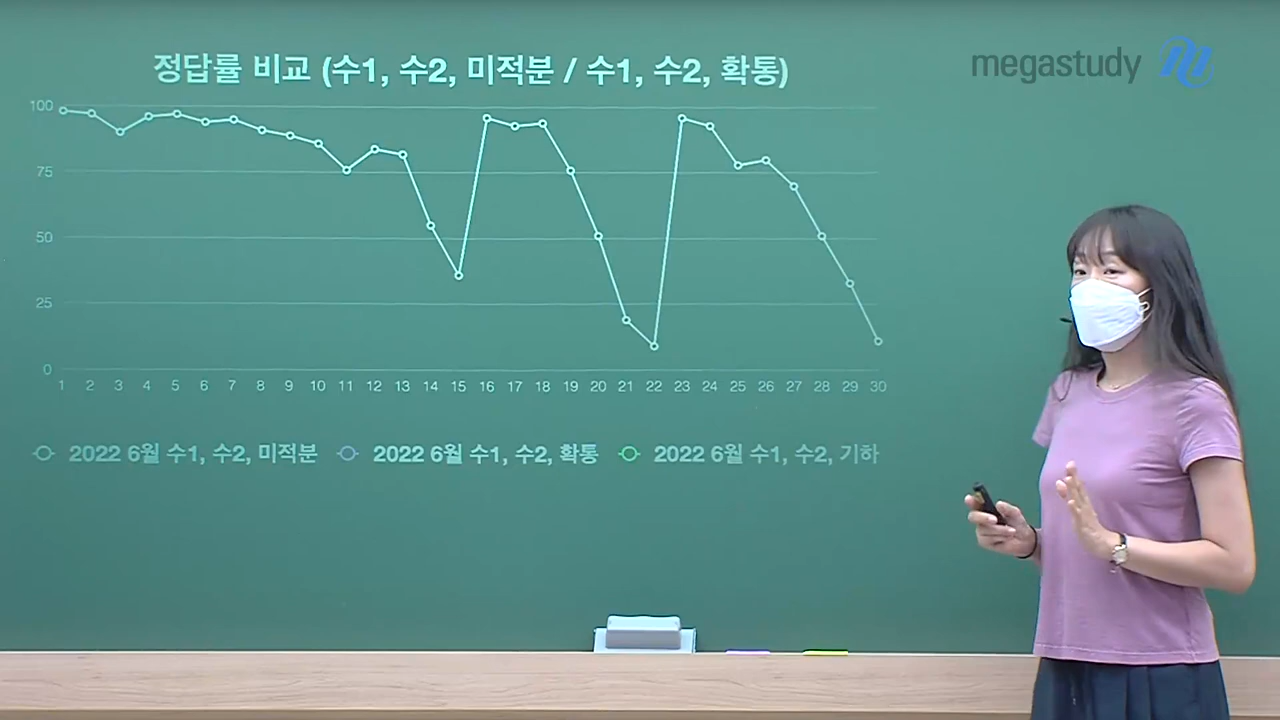 정답률 비교 (수1, 수2, 미적분 / 수1, 수2, 확통)
megastudy
100
75
50
25
0
1 2 3 4 5 6 7 8 9 10 11 12 13 14 15 16 17 18 19 20 21 22 23 24 25 26 27 28 29 30
2022 6월 수1, 수2, 미적분 2022 6월 수1, 수2, 확통 2022 6월 수1, 수2, 기하